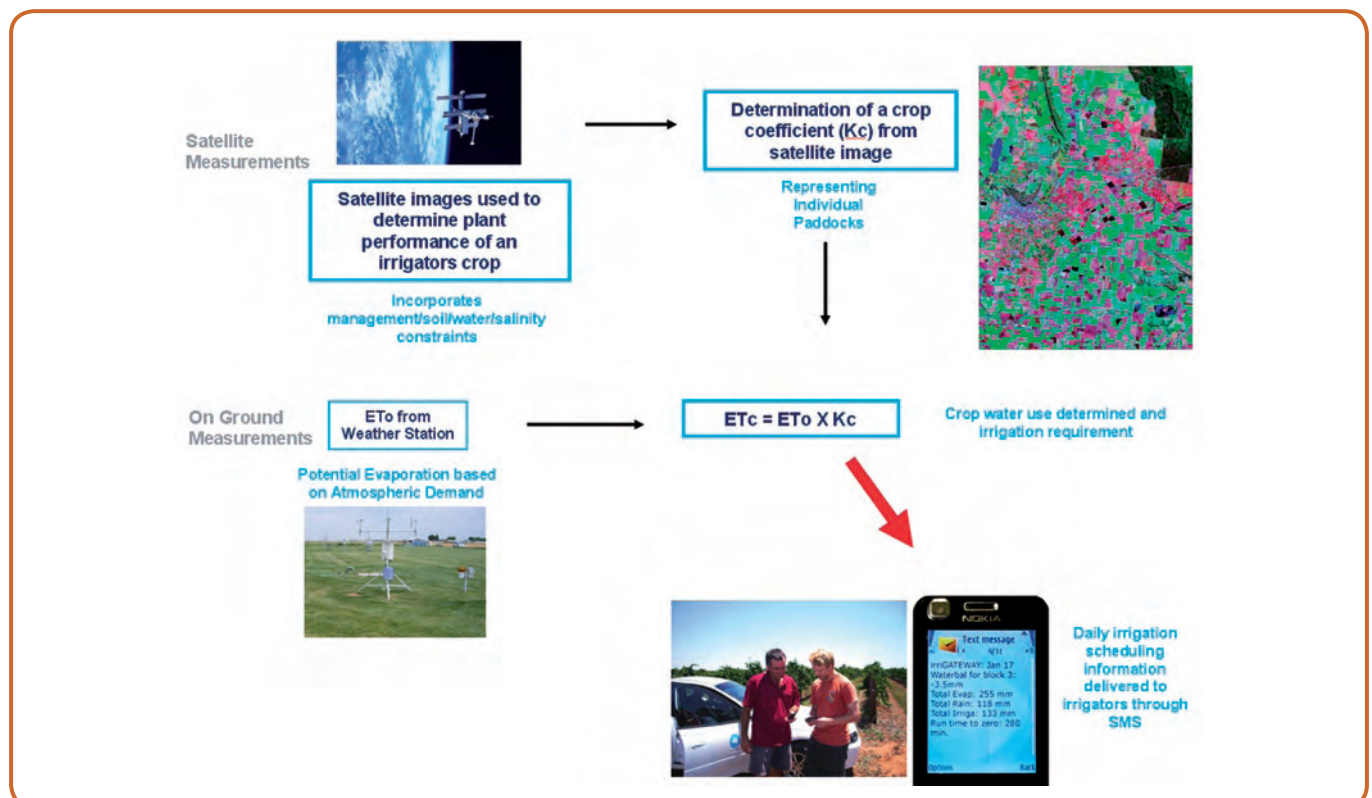 Satellite
Measurements
Satellite images used to
determine plant
performance of an
irrigators crop
Incorporates
management/soil/water/salinity
constraints
Determination of a crop
coefficient (Kc) from
satellite image
Representing
Individual
Paddocks
On Ground
Measurements
ETo from
Weather Station
Potential Evaporation based
on Atmospheric Demand
ETc = ETo X Kc
Crop water use determined and
irrigation requirement
NOKIA
Text message
irriGATEWAY: Jan 17
Waterbal for block 3:
-3.5mm
Total Evap: 255 mm
Total Rain: 118 mm
Total Irriga: 133 mm
Run time to zero: 280
min.
Options Back
Daily irrigation
scheduling
information
delivered to
irrigators through
SMS